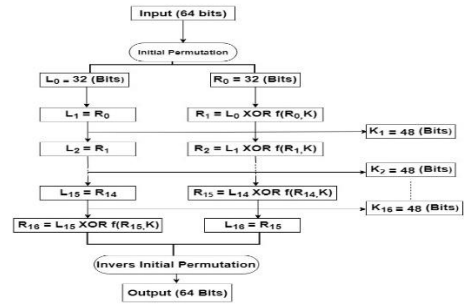 Input (64 bits)
Initial Permutation
L₀ = 32 (Bits)
R₀ = 32 (Bits)
L₁ = R₀
R₁ = L₀ XOR f(R₀,K)
K₁ = 48 (Bits)
L₂ = R₁
R₂ = L₁ XOR f(R₁,K)
K₂ = 48 (Bits)
L₁₅ = R₁₄
R₁₅ = L₁₄ XOR f(R₁₄,K)
K₁₆ = 48 (Bits)
R₁₆ = L₁₅ XOR f(R₁₅,K)
L₁₆ = R₁₅
Invers Initial Permutation
Output (64 Bits)